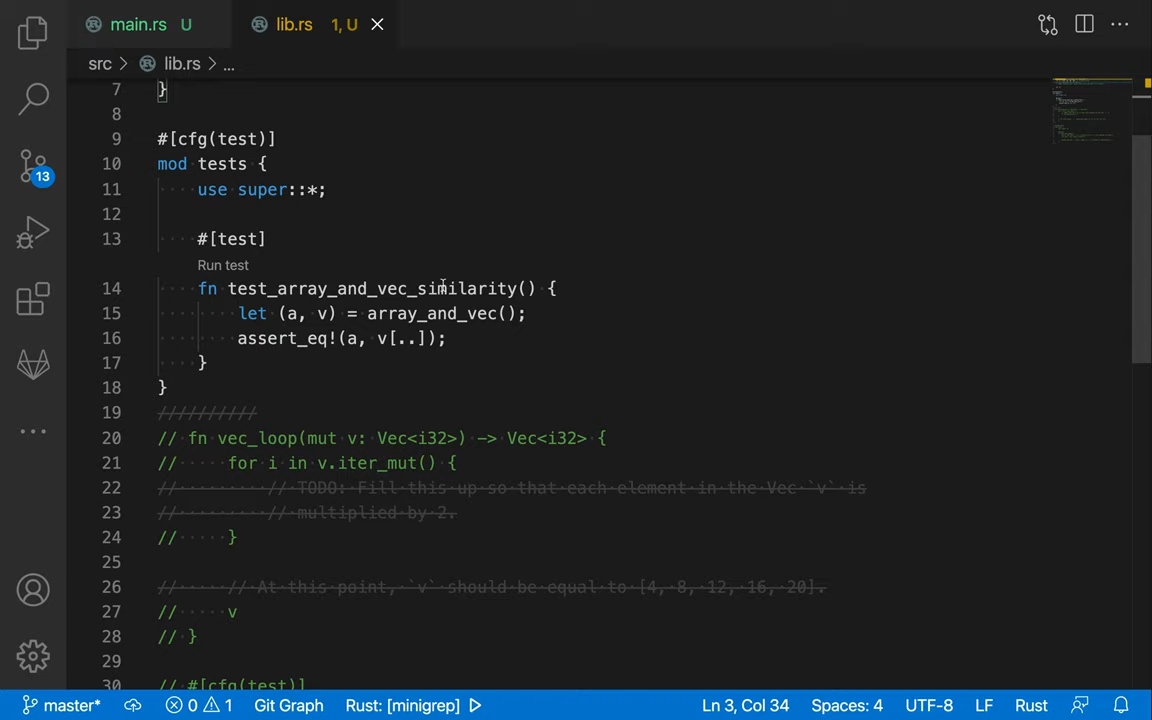 main.rs U lib.rs 1, U
src > lib.rs > ...
7 }
8
9 #[cfg(test)]
10 mod tests {
11 use super::*;
12
13 #[test]
Run test
14 fn test_array_and_vec_similarity() {
15 let (a, v) = array_and_vec();
16 assert_eq!(a, v[..]);
17 }
18 }
19 //////////
20 // fn vec_loop(mut v: Vec<i32>) -> Vec<i32> {
21 // for i in v.iter_mut() {
22 // // TODO: Fill this up so that each element in the Vec `v` is
23 // // multiplied by 2.
24 // }
25
26 // // At this point, `v` should be equal to [4, 8, 12, 16, 20].
27 // v
28 // }
29
30 // #[cfg(test)]
13
master* 0 1 Git Graph Rust: [minigrep] Ln 3, Col 34 Spaces: 4 UTF-8 LF Rust